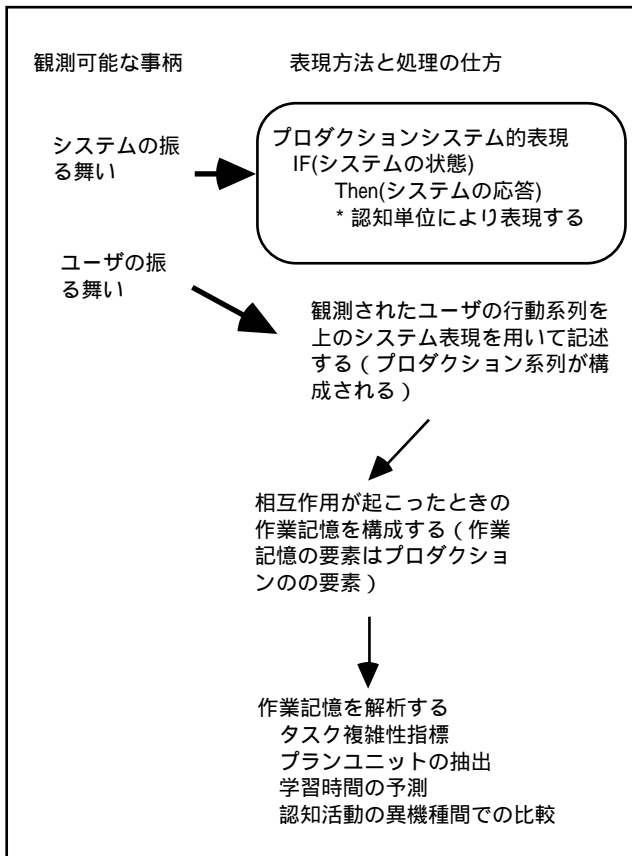 観測可能な事柄
表現方法と処理の仕方
システムの振
る舞い
プロダクションシステム的表現
IF(システムの状態)
Then(システムの応答)
* 認知単位により表現する
ユーザの振
る舞い
観測されたユーザの行動系列を
上のシステム表現を用いて記述
する(プロダクション系列が構
成される)
相互作用が起こったときの
作業記憶を構成する(作業
記憶の要素はプロダクショ
ンのの要素)
作業記憶を解析する
タスク複雑性指標
プランユニットの抽出
学習時間の予測
認知活動の異機種間での比較